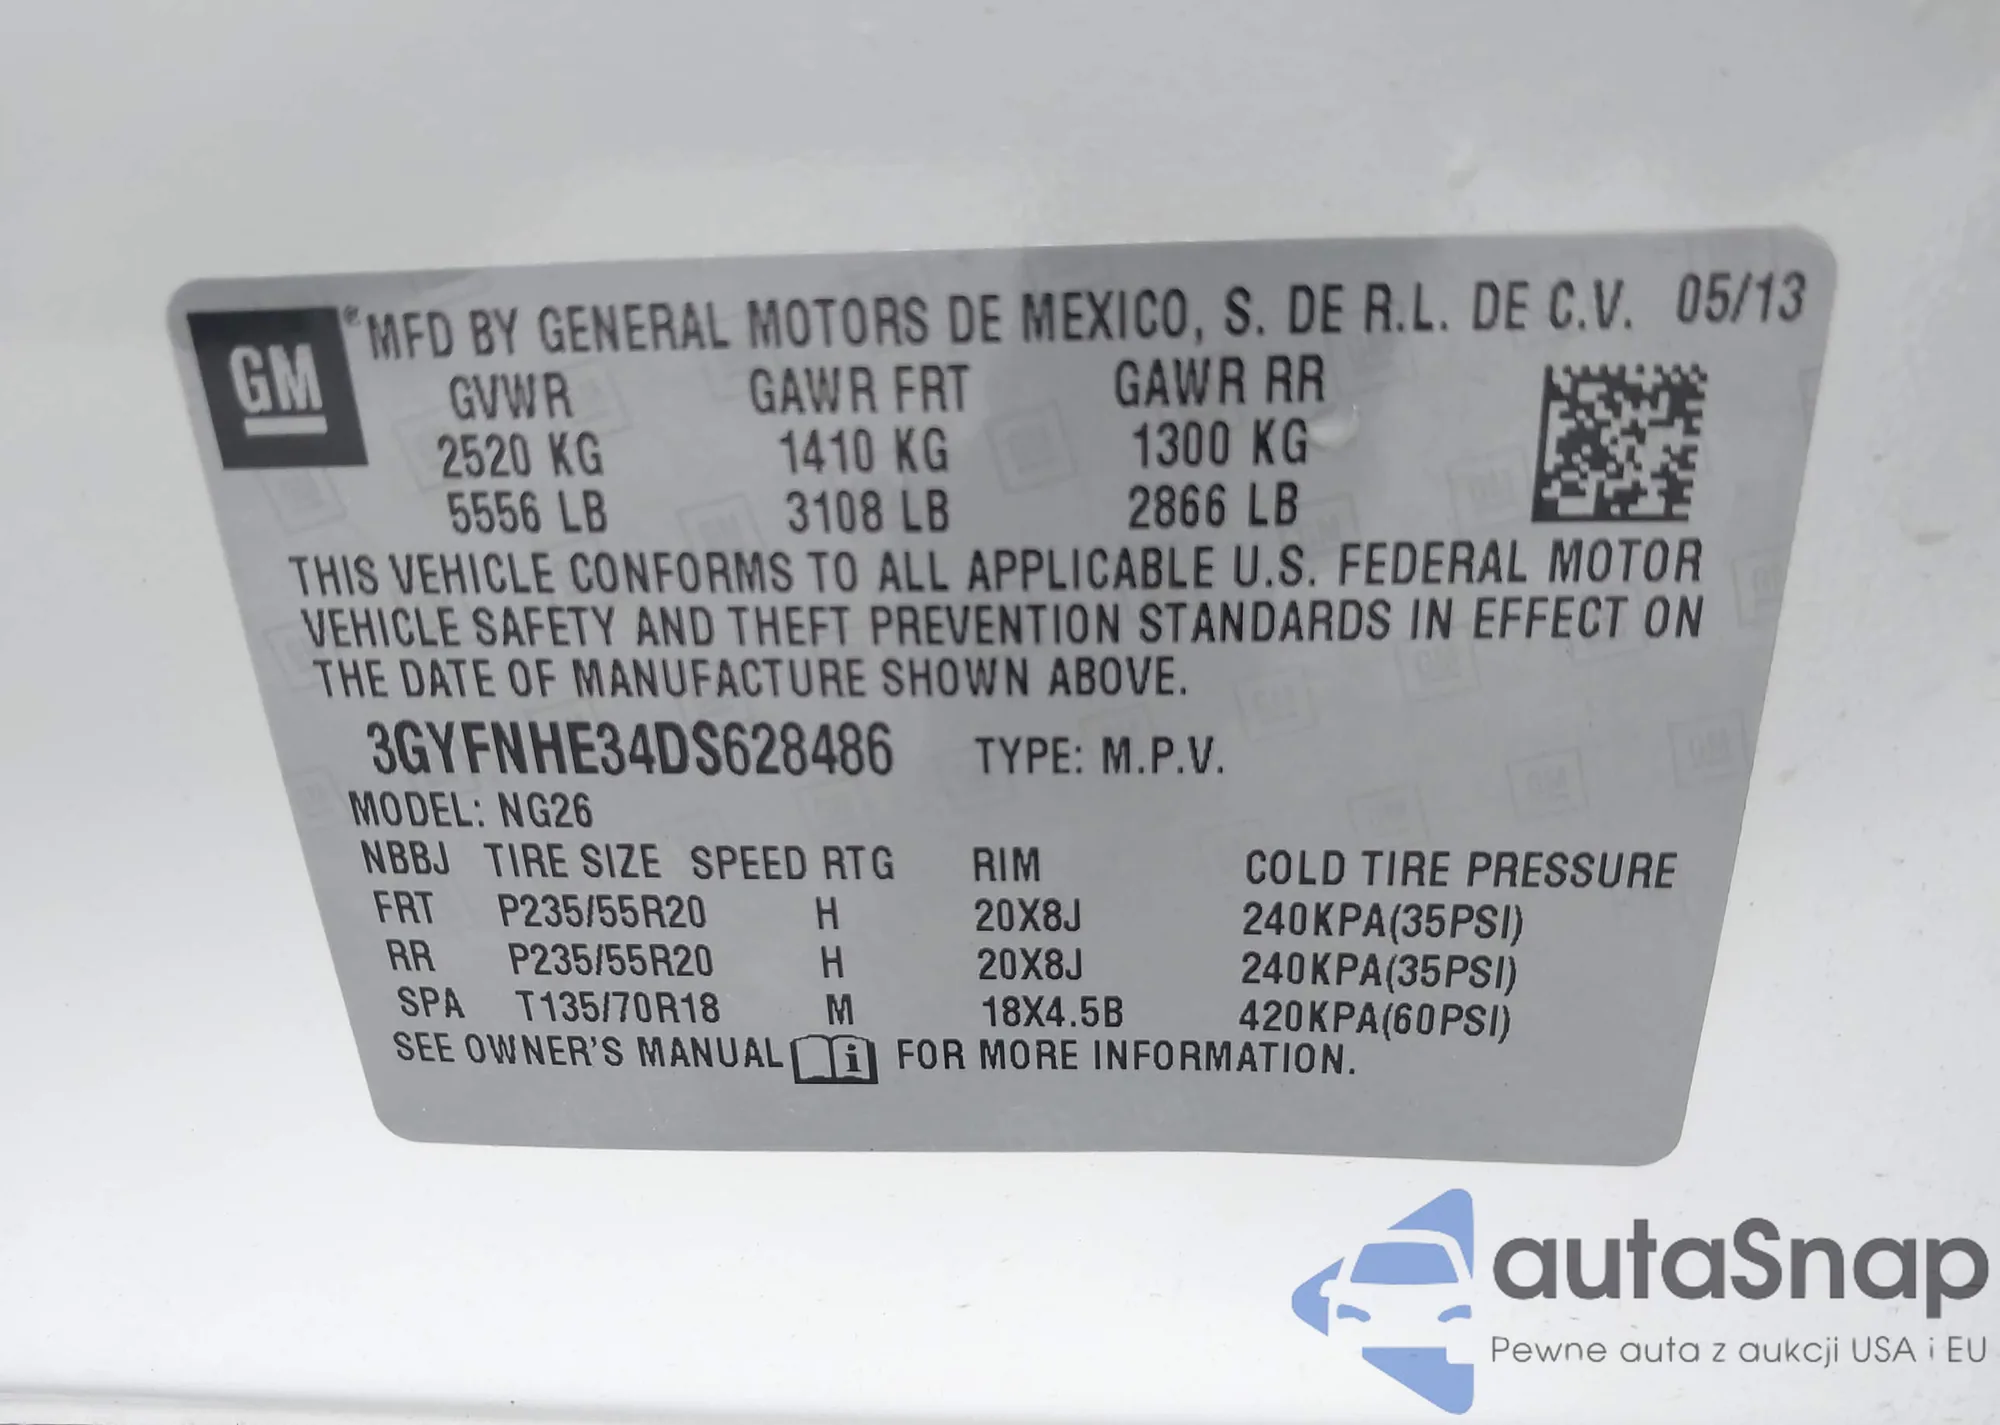 GM ® MFD BY GENERAL MOTORS DE MEXICO, S. DE R.L. DE C.V. 05/13
GVWR GAWR FRT GAWR RR
2520 KG 1410 KG 1300 KG
5556 LB 3108 LB 2866 LB
THIS VEHICLE CONFORMS TO ALL APPLICABLE U.S. FEDERAL MOTOR
VEHICLE SAFETY AND THEFT PREVENTION STANDARDS IN EFFECT ON
THE DATE OF MANUFACTURE SHOWN ABOVE.
3GYFNHE34DS628486 TYPE: M.P.V.
MODEL: NG26
NBBJ TIRE SIZE SPEED RTG RIM COLD TIRE PRESSURE
FRT P235/55R20 H 20X8J 240KPA(35PSI)
RR P235/55R20 H 20X8J 240KPA(35PSI)
SPA T135/70R18 M 18X4.5B 420KPA(60PSI)
SEE OWNER'S MANUAL i FOR MORE INFORMATION.
autaSnap
Pewne auta z aukcji USA i EU